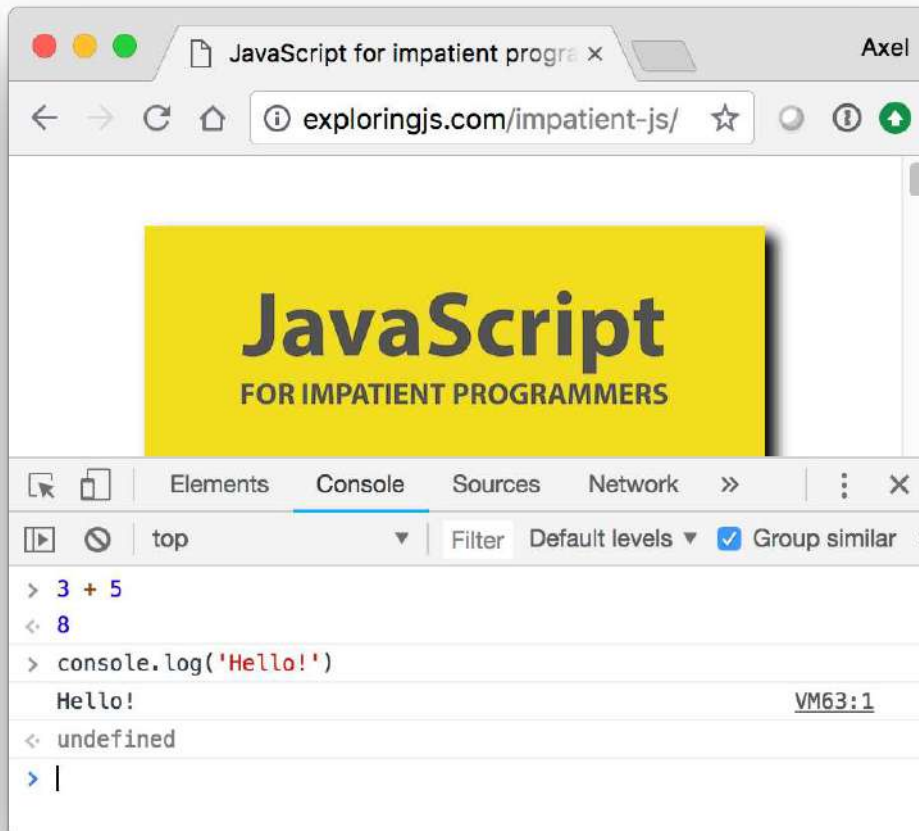 JavaScript for impatient progra
Axel
exploringjs.com/impatient-js/
JavaScript
FOR IMPATIENT PROGRAMMERS
Elements Console Sources Network »
top Filter Default levels Group similar
> 3 + 5
8
> console.log('Hello!')
Hello! VM63:1
undefined
>